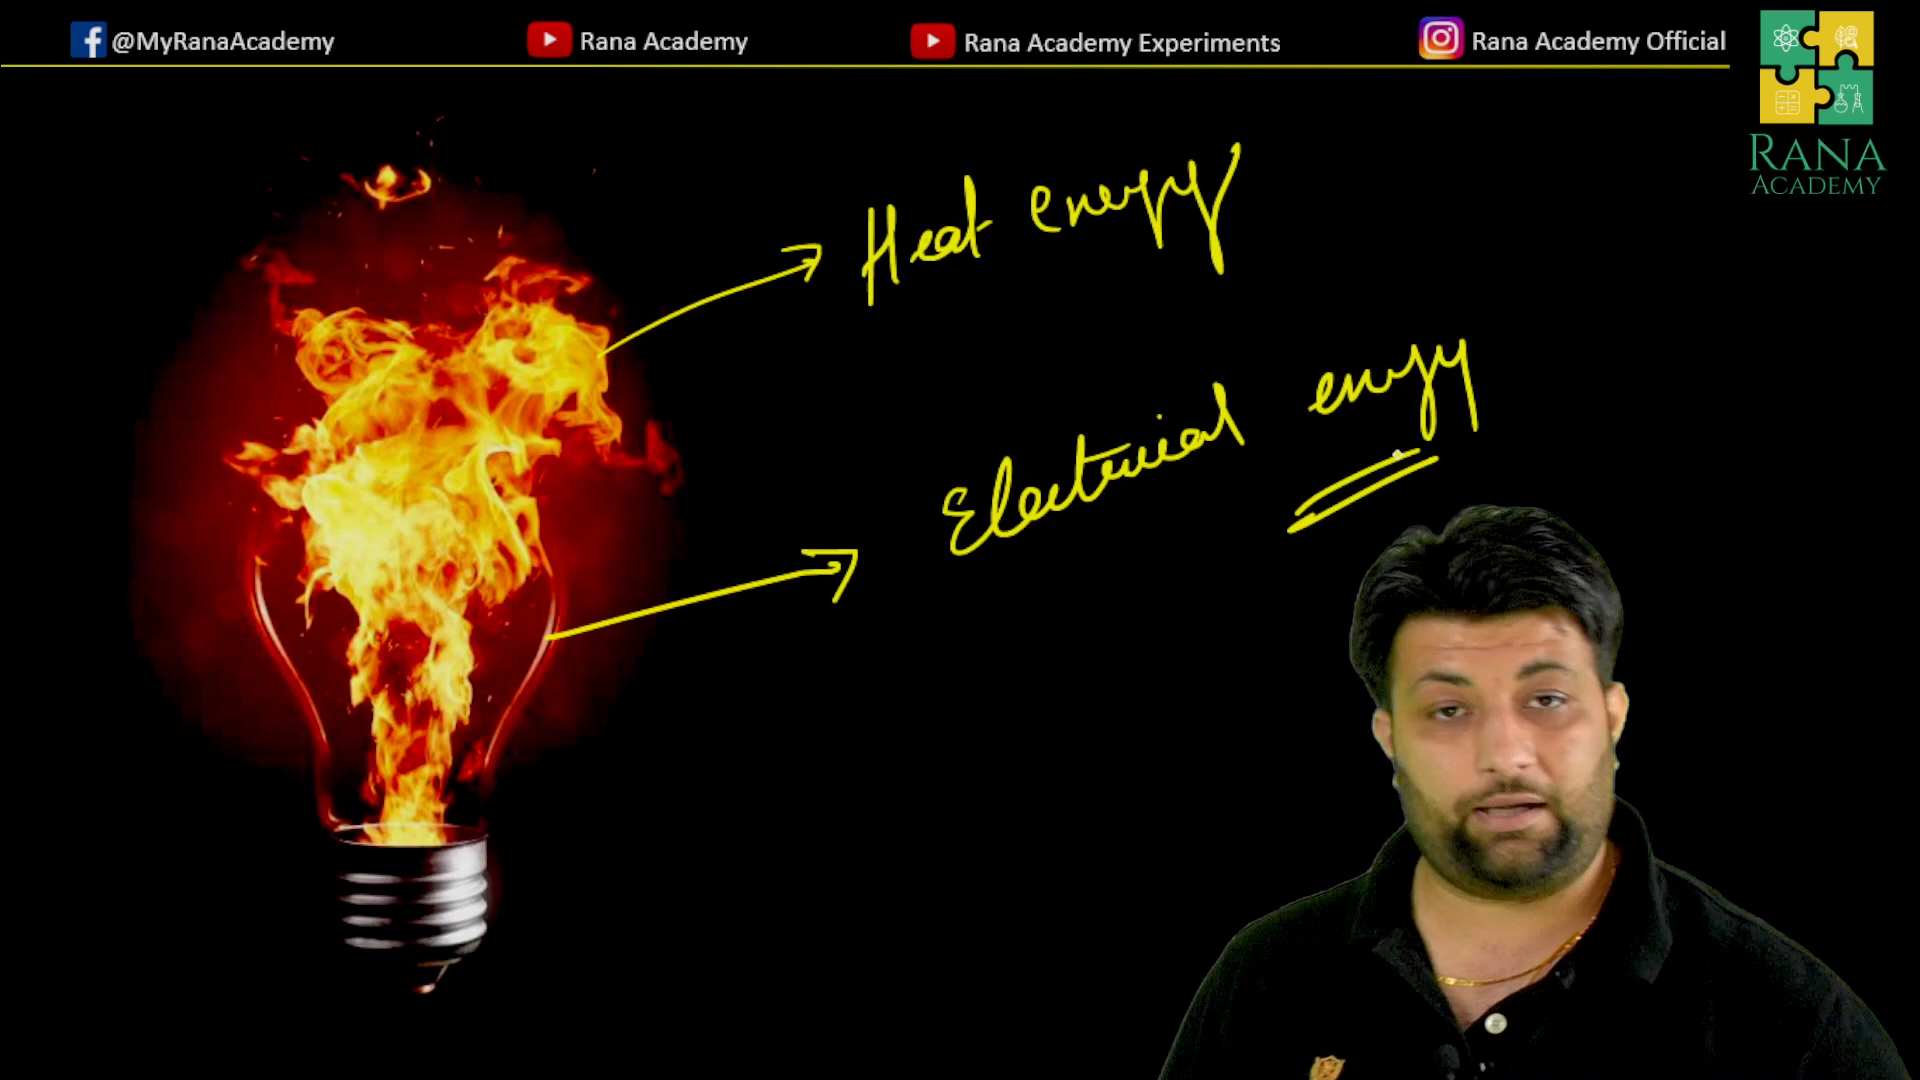 @MyRanaAcademy
Rana Academy
Rana Academy Experiments
Rana Academy Official
RANA
ACADEMY
Heat energy
Electrical energy